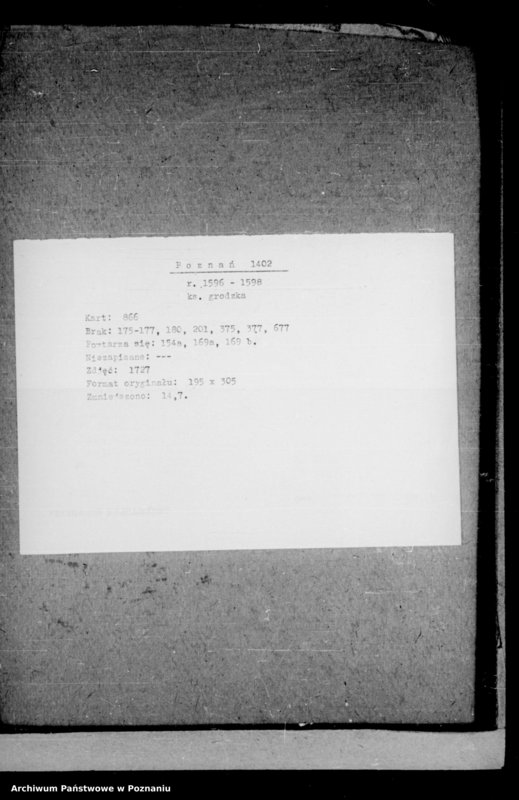 Poznań 1402
r. 1596 - 1598
ks. grodzka
Kart: 866
Brak: 175-177, 180, 201, 375, 377, 677
Powtarza się: 154a, 169a, 169 b.
Niezapisane: ---
Zdjęć: 1727
Format oryginału: 195 x 305
Zmniejszono: 14,7.
Archiwum Państwowe w Poznaniu